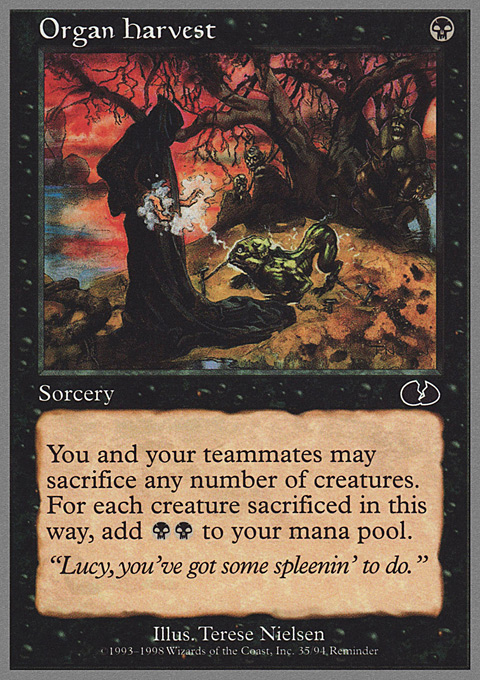 Organ Harvest
Sorcery
You and your teammates may
sacrifice any number of creatures.
For each creature sacrificed in this
way, add to your mana pool.
“Lucy, you’ve got some spleenin’ to do.”
Illus. Terese Nielsen
©1993–1998 Wizards of the Coast, Inc. 35/94 Reminder